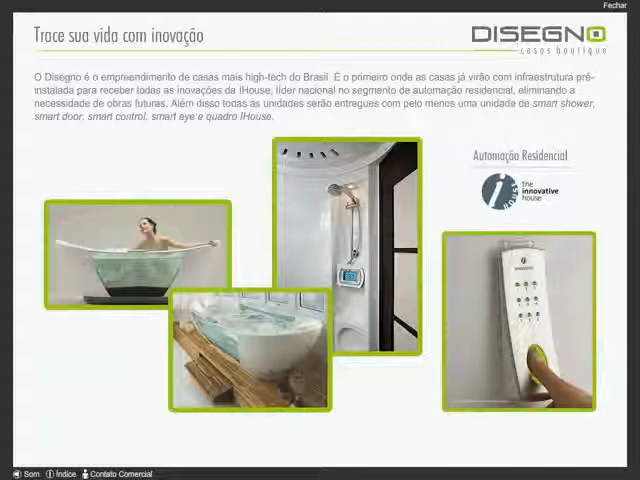 Fechar
Trace sua vida com inovação
DISEGNO
casas boutique
O Disegno é o empreendimento de casas mais high-tech do Brasil. É o primeiro onde as casas já virão com infraestrutura pré-
instalada para receber todas as inovações da IHouse, líder nacional no segmento de automação residencial, eliminando a
necessidade de obras futuras. Além disso todas as unidades serão entregues com pelo menos uma unidade de smart shower,
smart door, smart control, smart eye e quadro IHouse.
Automação Residencial
i HOUSE
the
innovative
house
Som Índice Contato Comercial